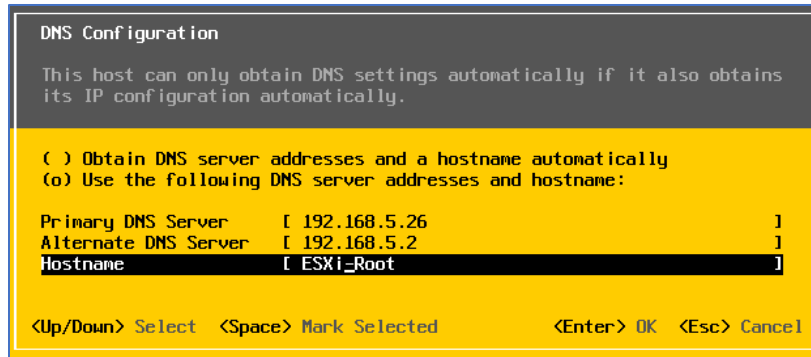 DNS Configuration
This host can only obtain DNS settings automatically if it also obtains
its IP configuration automatically.
( ) Obtain DNS server addresses and a hostname automatically
(o) Use the following DNS server addresses and hostname:
Primary DNS Server [ 192.168.5.26 ]
Alternate DNS Server [ 192.168.5.2 ]
Hostname [ ESXi_Root ]
<Up/Down> Select <Space> Mark Selected <Enter> OK <Esc> Cancel